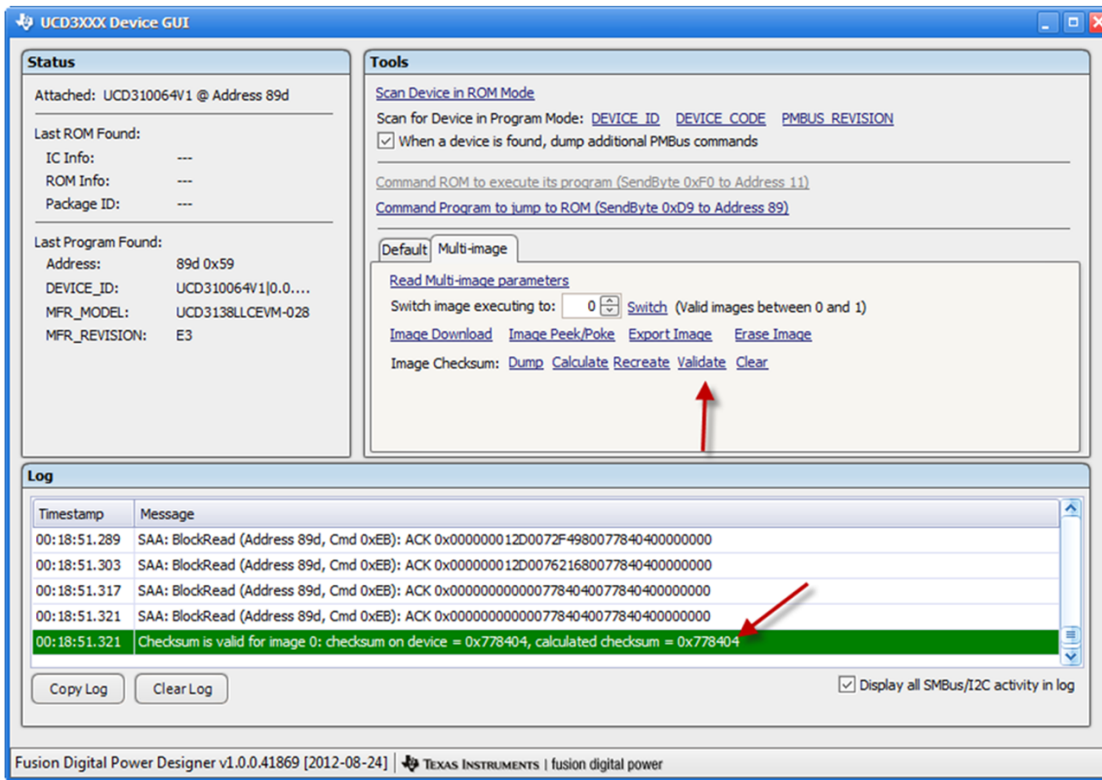 UCD3XXX Device GUI
Status
Attached: UCD310064V1 @ Address 89d
Last ROM Found:
IC Info: ---
ROM Info: ---
Package ID: ---
Last Program Found:
Address: 89d 0x59
DEVICE_ID: UCD310064V1|0.0....
MFR_MODEL: UCD3138LLCEVM-028
MFR_REVISION: E3
Tools
Scan Device in ROM Mode
Scan for Device in Program Mode: DEVICE_ID DEVICE_CODE PMBUS_REVISION
When a device is found, dump additional PMBus commands
Command ROM to execute its program (SendByte 0xF0 to Address 11)
Command Program to jump to ROM (SendByte 0xD9 to Address 89)
Default Multi-image
Read Multi-image parameters
Switch image executing to: 0 Switch (Valid images between 0 and 1)
Image Download Image Peek/Poke Export Image Erase Image
Image Checksum: Dump Calculate Recreate Validate Clear
Log
Timestamp Message
00:18:51.289 SAA: BlockRead (Address 89d, Cmd 0xEB): ACK 0x000000012D0072F4980077840400000000
00:18:51.303 SAA: BlockRead (Address 89d, Cmd 0xEB): ACK 0x000000012D007621680077840400000000
00:18:51.317 SAA: BlockRead (Address 89d, Cmd 0xEB): ACK 0x0000000000007784040077840400000000
00:18:51.321 SAA: BlockRead (Address 89d, Cmd 0xEB): ACK 0x0000000000007784040077840400000000
00:18:51.321 Checksum is valid for image 0: checksum on device = 0x778404, calculated checksum = 0x778404
Copy Log Clear Log Display all SMBus/I2C activity in log
Fusion Digital Power Designer v1.0.0.41869 [2012-08-24] TEXAS INSTRUMENTS | fusion digital power